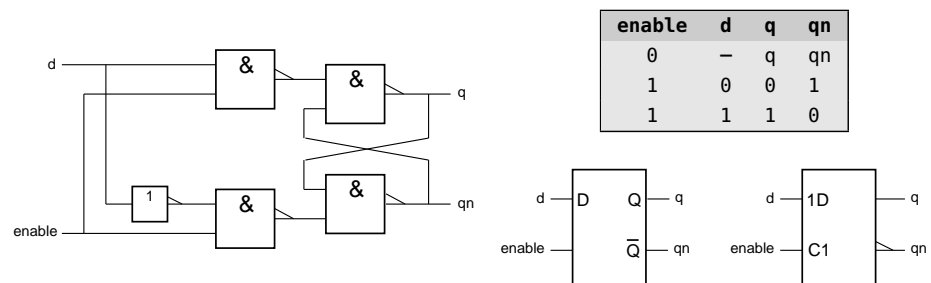 d
enable
&
&
1
&
&
q
qn
enable d q qn
0 – q qn
1 0 0 1
1 1 1 0
d D Q q
enable Q̅ qn
d 1D q
enable C1 qn